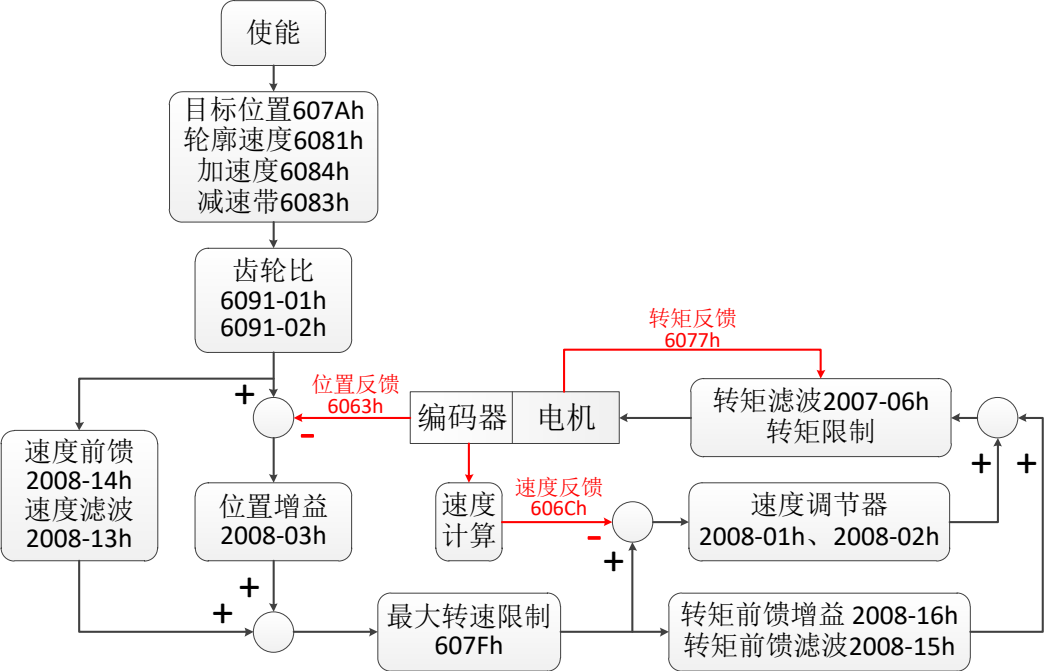 使能
目标位置607Ah
轮廓速度6081h
加速度6084h
减速带6083h
齿轮比
6091-01h
6091-02h
转矩反馈
6077h
+
位置反馈
6063h
-
编码器
电机
转矩滤波2007-06h
转矩限制
速度前馈
2008-14h
速度滤波
2008-13h
位置增益
2008-03h
速度
计算
速度反馈
606Ch
-
+
速度调节器
2008-01h、2008-02h
+
+
+
+
最大转速限制
607Fh
转矩前馈增益 2008-16h
转矩前馈滤波2008-15h